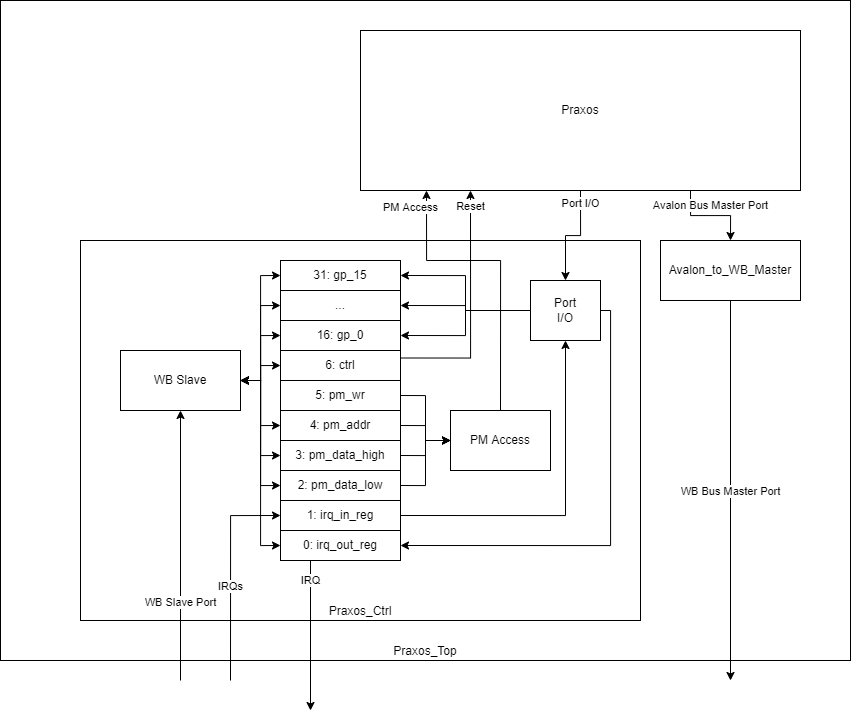 Praxos
PM Access
Reset
Port I/O
Avalon Bus Master Port
31: gp_15
...
16: gp_0
6: ctrl
5: pm_wr
4: pm_addr
3: pm_data_high
2: pm_data_low
1: irq_in_reg
0: irq_out_reg
Port
I/O
Avalon_to_WB_Master
WB Slave
PM Access
WB Bus Master Port
IRQs
IRQ
WB Slave Port
Praxos_Ctrl
Praxos_Top